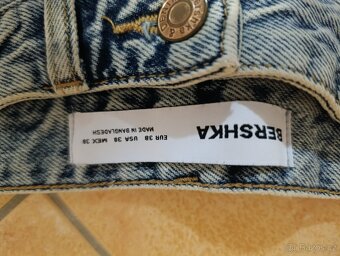 BERSHKA
EUR 38 USA 38 MEX 38
MADE IN BANGLADESH